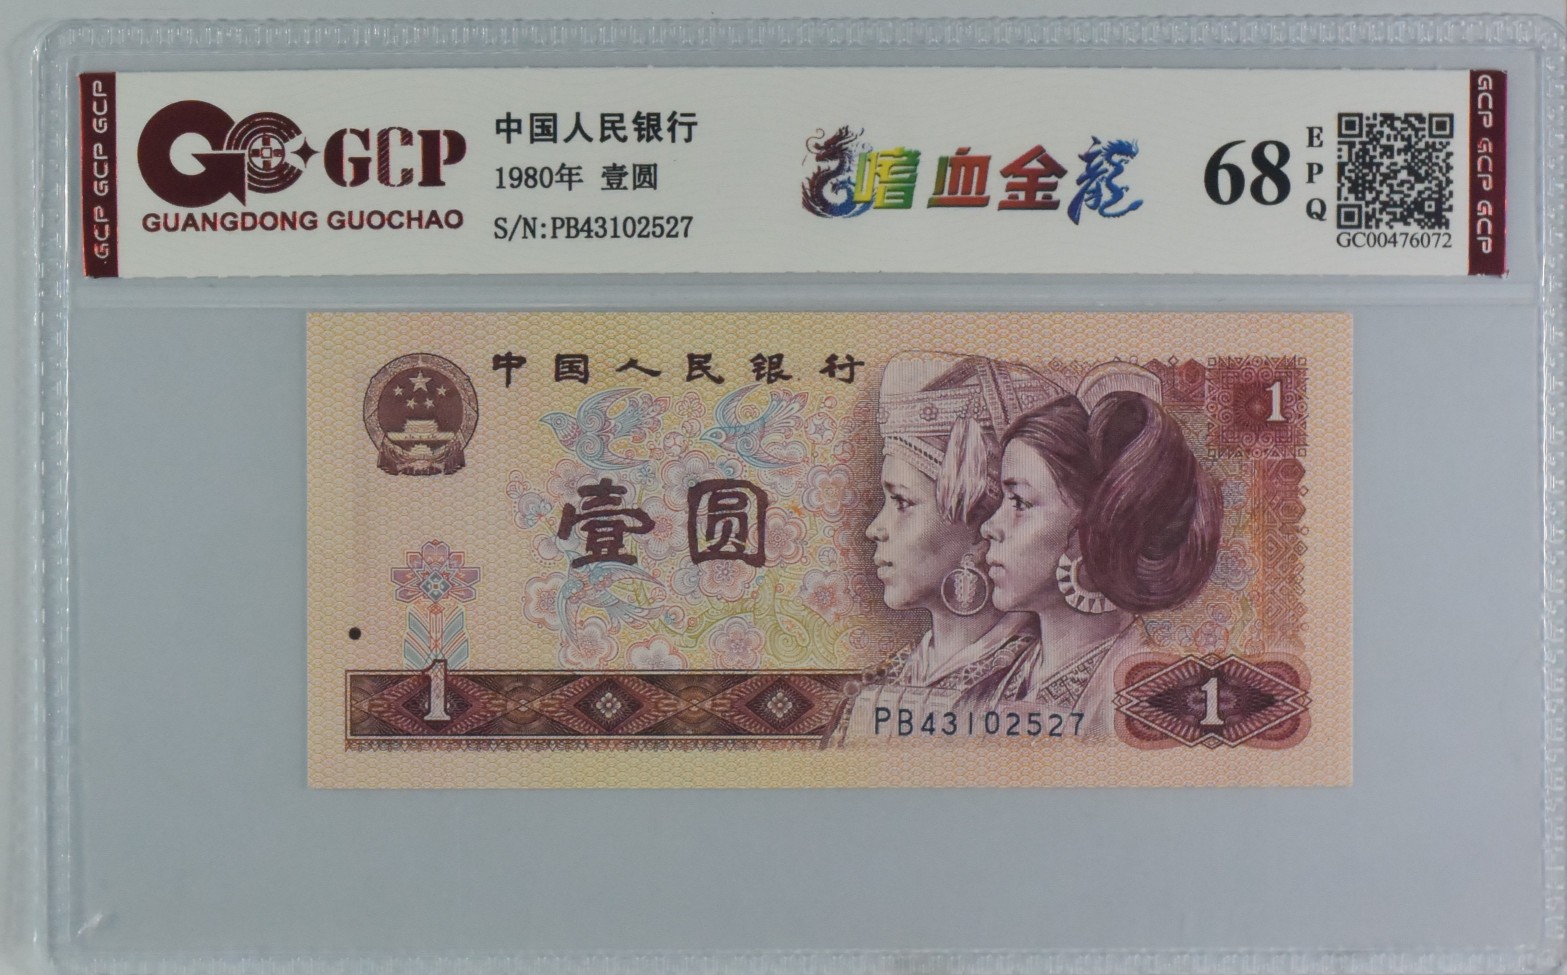 GCP GCP GCP
GCP
GUANGDONG GUOCHAO
中国人民银行
1980年 壹圆
S/N:PB43102527
嗜血金龍
68
EPQ
GC00476072
GCP GCP GCP
中国人民银行
1
壹圆
1
PB43102527
1